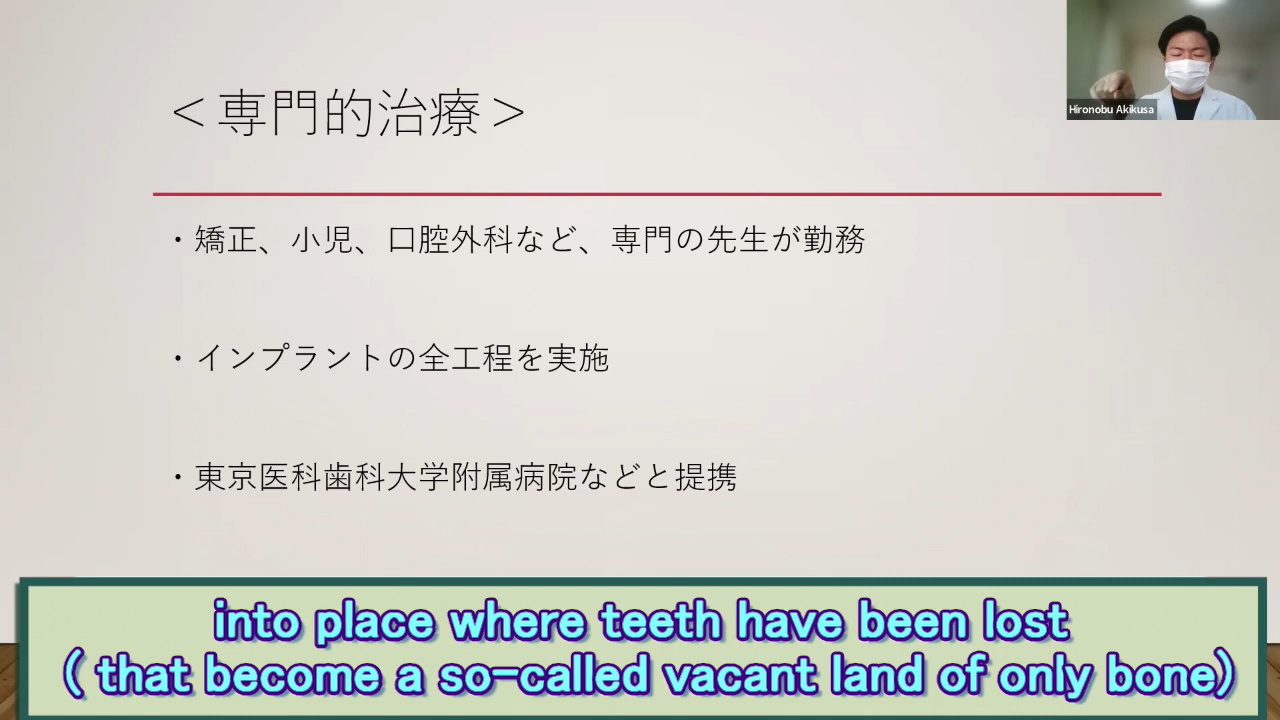 ＜専門的治療＞
Hironobu Akikusa
・矯正、小児、口腔外科など、専門の先生が勤務
・インプラントの全工程を実施
・東京医科歯科大学附属病院などと提携
into place where teeth have been lost
( that become a so-called vacant land of only bone)